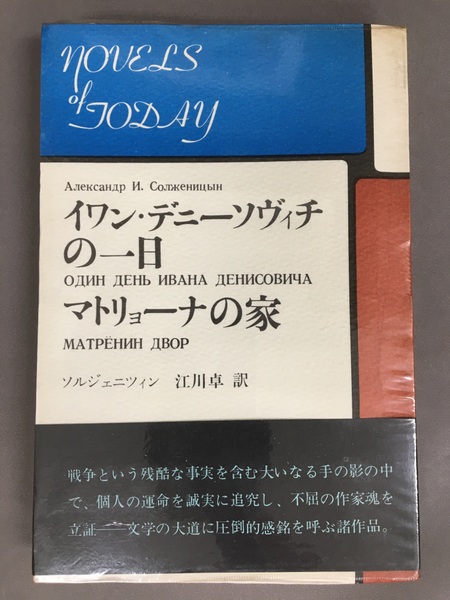 NOVELS
of
TODAY
Александр И. Солженицын
イワン・デニーソヴィチ
の一日
ОДИН ДЕНЬ ИВАНА ДЕНИСОВИЧА
マトリョーナの家
МАТРЁНИН ДВОР
ソルジェニツィン 江川卓 訳
戦争という残酷な事実を含む大いなる手の影の中
で、個人の運命を誠実に追究し、不屈の作家魂を
立証──文学の大道に圧倒的感銘を呼ぶ諸作品。